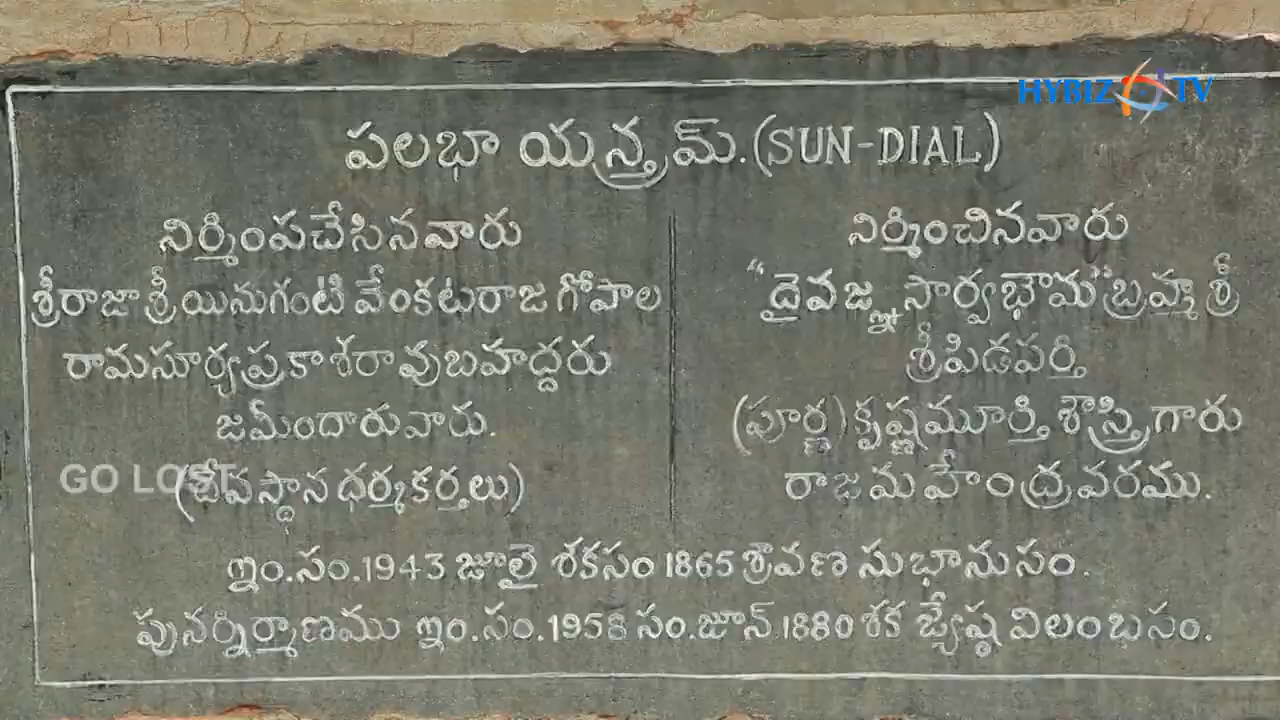 HYBIZ TV
పలభా యన్త్రమ్.(SUN-DIAL)
నిర్మింపచేసినవారు
శ్రీరాజా శ్రీయినుగంటి వేంకటరాజ గోపాల
రామసూర్యప్రకాశరావుబహద్దరు
జమీందారువారు.
(దేవస్థాన ధర్మకర్తలు)
GO LOST
నిర్మించినవారు
"దైవజ్ఞ సార్వభౌమ"బ్రహ్మ శ్రీ
శ్రీపిడపర్తి
(పూర్ణ)కృష్ణమూర్తి శాస్త్రిగారు
రాజమహేంద్రవరము.
ఇం.సం.1943 జూలై శకసం 1865 శ్రావణ సుభానుసం.
పునర్నిర్మాణము ఇం.సం.1958 సం.జూన్ 1880 శక జ్యేష్ఠ విలంబసం.